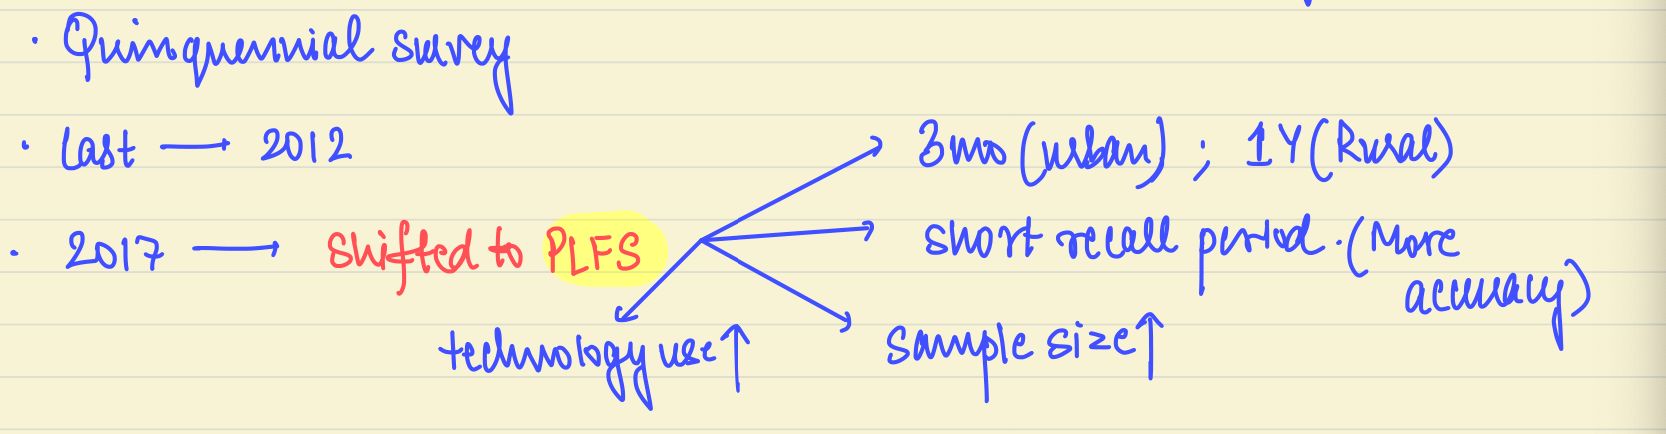 · Quinquennial survey
· Last → 2012
3mo (urban) ; 1Y (Rural)
· 2017 → Shifted to PLFS
short recall period. (More accuracy)
technology use ↑
sample size ↑